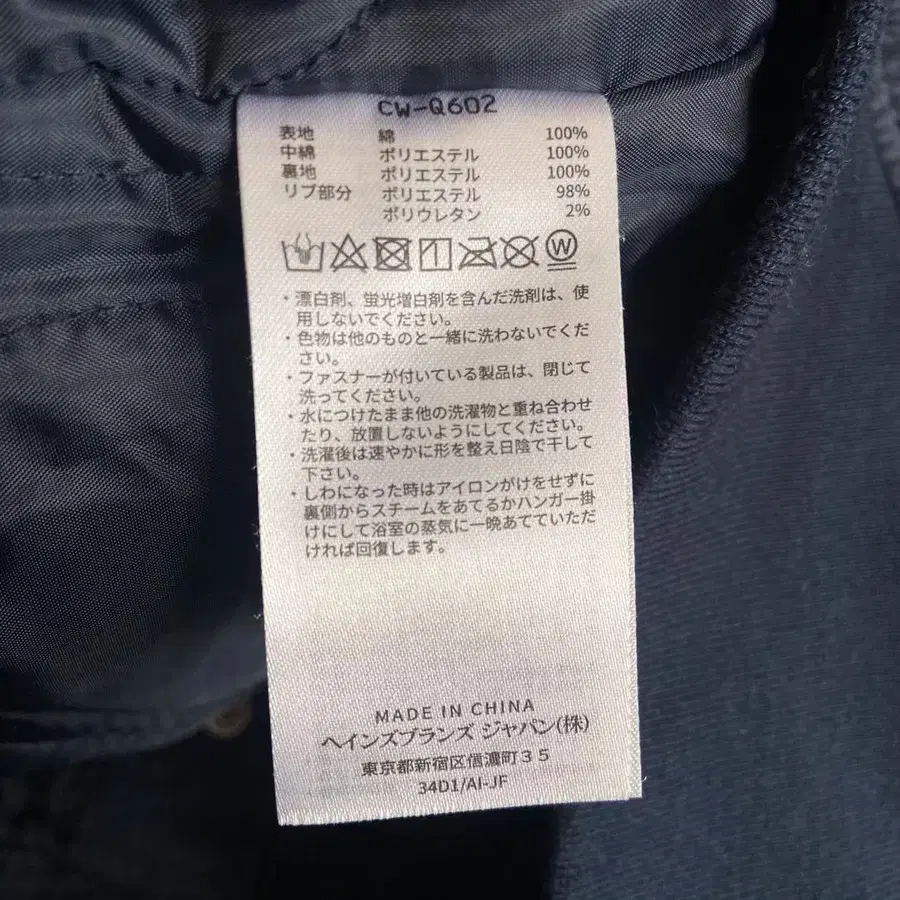 CW-Q602
表地 綿 100%
中綿 ポリエステル 100%
裏地 ポリエステル 100%
リブ部分 ポリエステル 98%
ポリウレタン 2%
W
・漂白剤、蛍光増白剤を含んだ洗剤は、使
用しないでください。
・色物は他のものと一緒に洗わないでくだ
さい。
・ファスナーが付いている製品は、閉じて
洗ってください。
・水につけたまま他の洗濯物と重ね合わせ
たり、放置しないようにしてください。
・洗濯後は速やかに形を整え日陰で干して
下さい。
・しわになった時はアイロンがけをせずに
裏側からスチームをあてるかハンガー掛
けにして浴室の蒸気に一晩あてていただ
ければ回復します。
MADE IN CHINA
ヘインズブランズ ジャパン(株)
東京都新宿区信濃町35
34D1/AI-JF